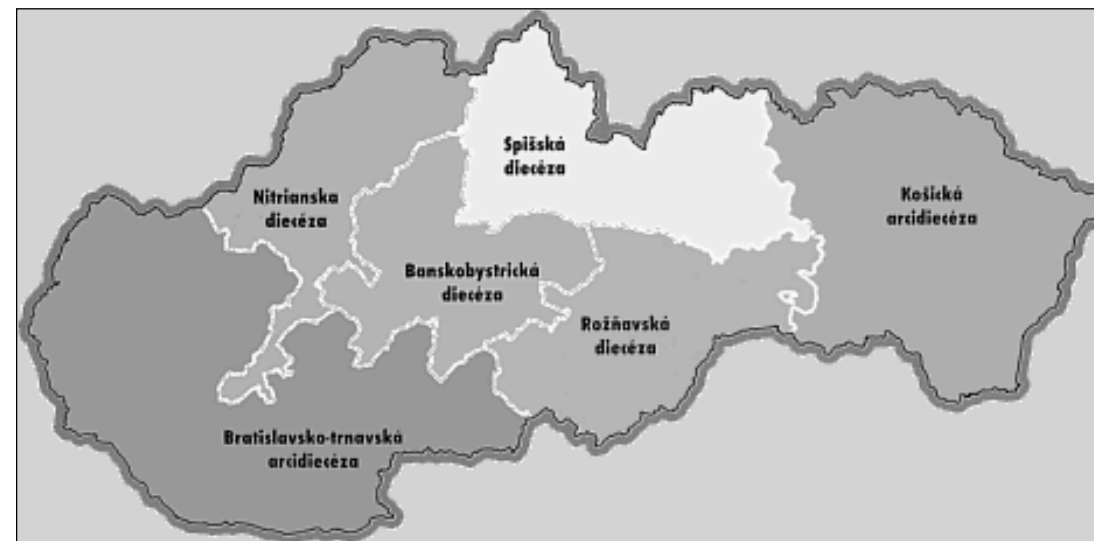 Spišská
diecéza
Nitrianska
diecéza
Košická
arcidiecéza
Banskobystrická
diecéza
Rožňavská
diecéza
Bratislavsko-trnavská
arcidiecéza